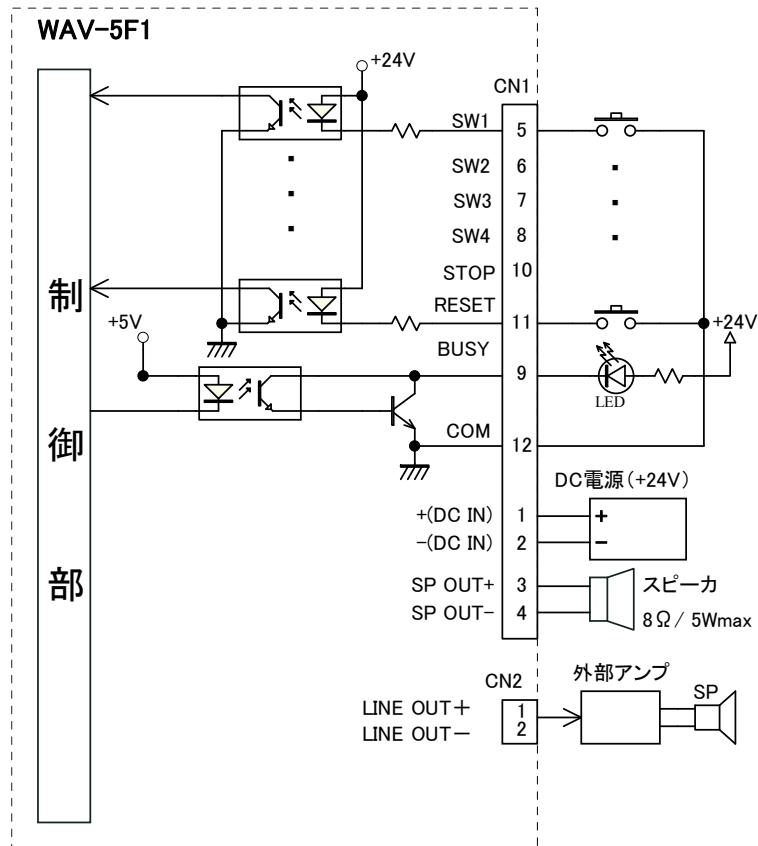 WAV-5F1
+24V
CN1
SW1 5
SW2 6
SW3 7
SW4 8
STOP 10
RESET 11
+5V
+24V
BUSY 9
LED
COM 12
制御部
DC電源(+24V)
+(DC IN) 1 +
-(DC IN) 2 -
SP OUT+ 3 スピーカ
SP OUT- 4 8Ω/5Wmax
CN2
外部アンプ
SP
LINE OUT+ 1
LINE OUT- 2